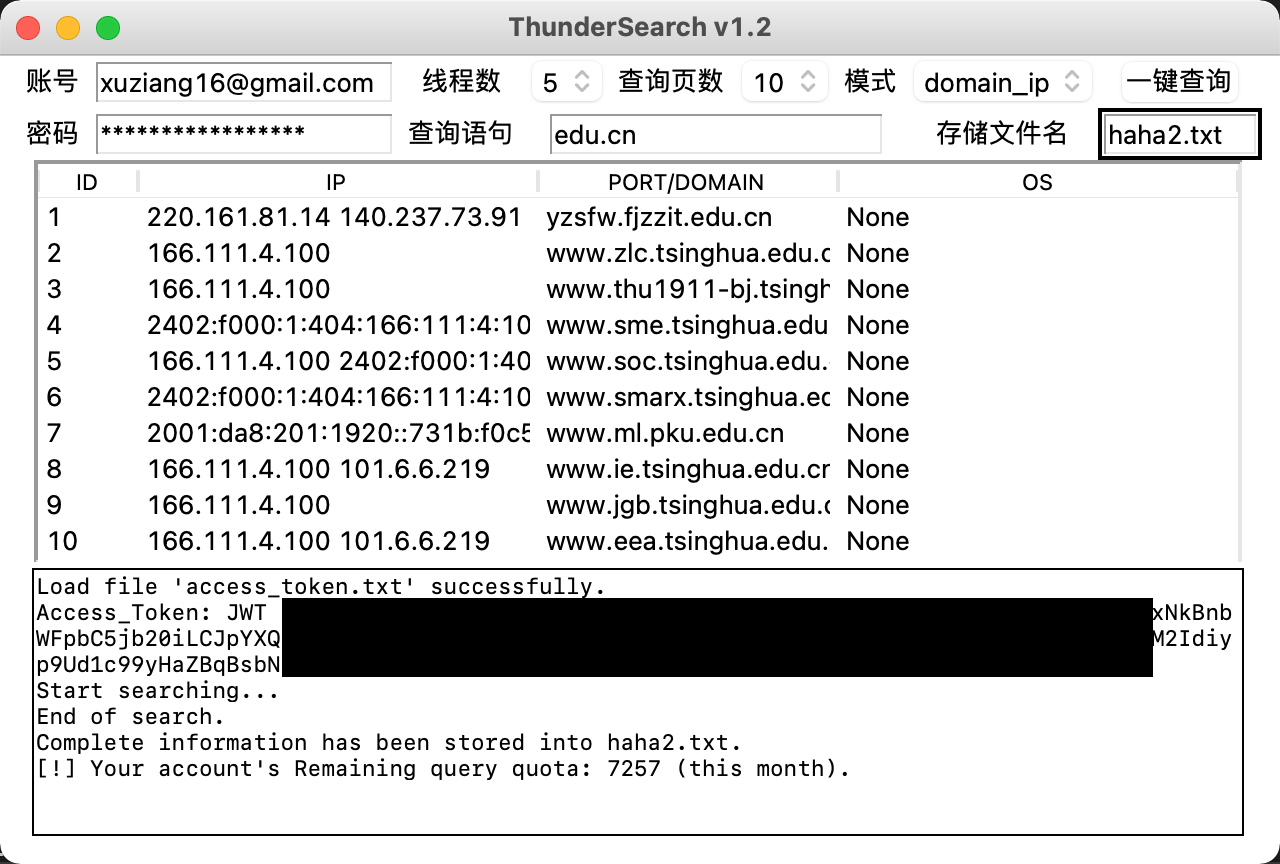 ThunderSearch v1.2
账号 xuziang16@gmail.com 线程数 5 查询页数 10 模式 domain_ip 一键查询
密码 ***************** 查询语句 edu.cn 存储文件名 haha2.txt
ID IP PORT/DOMAIN OS
1 220.161.81.14 140.237.73.91 yzsfw.fjzzit.edu.cn None
2 166.111.4.100 www.zlc.tsinghua.edu.c None
3 166.111.4.100 www.thu1911-bj.tsingh None
4 2402:f000:1:404:166:111:4:10 www.sme.tsinghua.edu None
5 166.111.4.100 2402:f000:1:40 www.soc.tsinghua.edu. None
6 2402:f000:1:404:166:111:4:10 www.smarx.tsinghua.ec None
7 2001:da8:201:1920::731b:f0c5 www.ml.pku.edu.cn None
8 166.111.4.100 101.6.6.219 www.ie.tsinghua.edu.cn None
9 166.111.4.100 www.jgb.tsinghua.edu.c None
10 166.111.4.100 101.6.6.219 www.eea.tsinghua.edu. None
Load file 'access_token.txt' successfully.
Access_Token: JWT xNkBnb
WFpbC5jb20iLCJpYXQ M2Idiy
p9Ud1c99yHaZBqBsbN
Start searching...
End of search.
Complete information has been stored into haha2.txt.
[!] Your account's Remaining query quota: 7257 (this month).